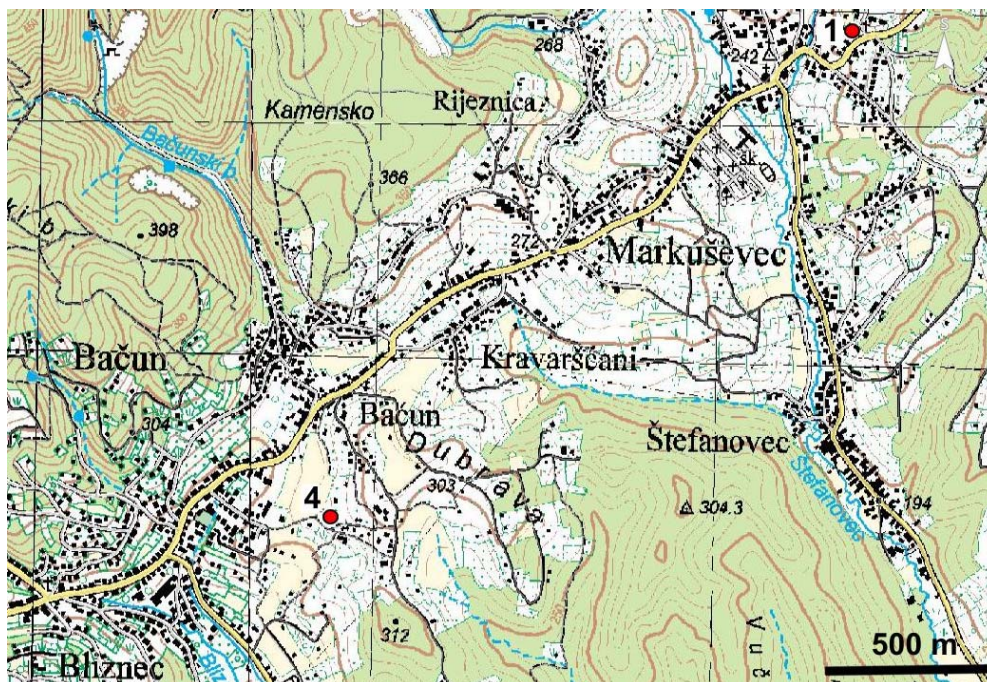 1
268
242
Rijeznica
Kamensko
Bačunski b.
šk
366
398
272
Markuševec
Bačun
Kravaršćani
304
Bačun
Štefanovec
Dubrava
303
304.3
Štefanovec
194
4
312
500 m
Bliznec